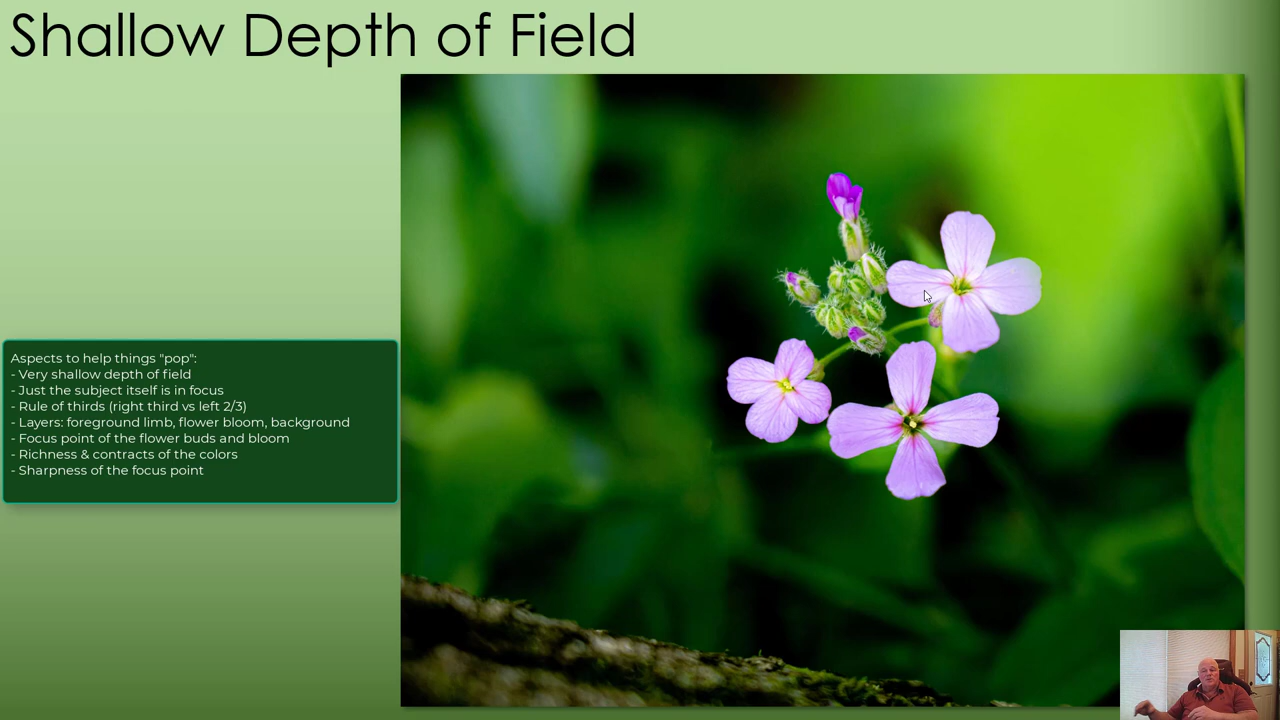 Shallow Depth of Field
Aspects to help things "pop":
- Very shallow depth of field
- Just the subject itself is in focus
- Rule of thirds (right third vs left 2/3)
- Layers: foreground limb, flower bloom, background
- Focus point of the flower buds and bloom
- Richness & contracts of the colors
- Sharpness of the focus point